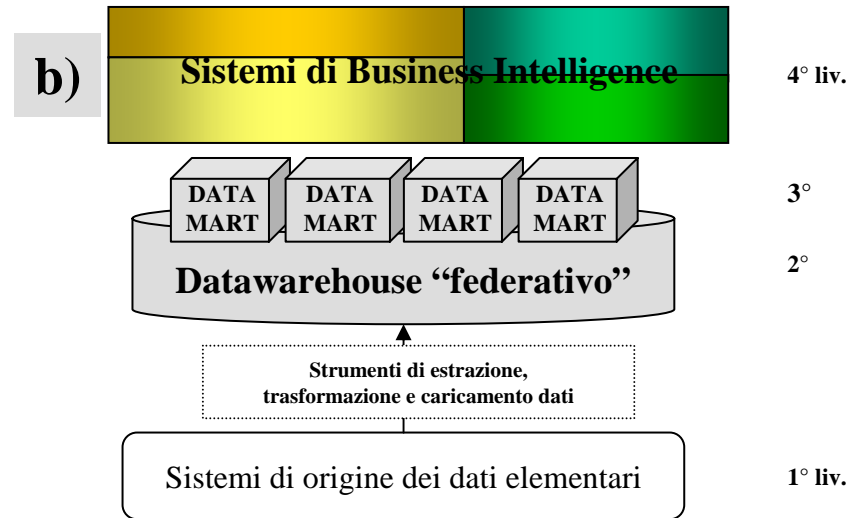 b)
Sistemi di Business Intelligence
4° liv.
DATA MART
DATA MART
DATA MART
DATA MART
3°
Datawarehouse “federativo”
2°
Strumenti di estrazione,
trasformazione e caricamento dati
Sistemi di origine dei dati elementari
1° liv.